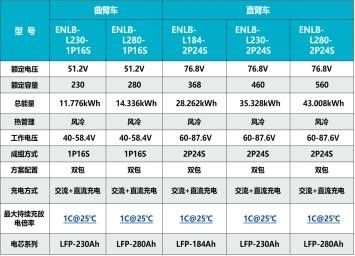 曲臂车 直臂车
型 号 ENLB-L230-1P16S ENLB-L280-1P16S ENLB-L184-2P24S ENLB-L230-2P24S ENLB-L280-2P24S
额定电压 51.2V 51.2V 76.8V 76.8V 76.8V
额定容量 230 280 368 460 560
总能量 11.776kWh 14.336kWh 28.262kWh 35.328kWh 43.008kWh
热管理 风冷 风冷 风冷 风冷 风冷
工作电压 40-58.4V 40-58.4V 60-87.6V 60-87.6V 60-87.6V
成组方式 1P16S 1P16S 2P24S 2P24S 2P24S
方案配置 双包 双包 双包 双包 双包
充电方式 交流+直流充电 交流+直流充电 交流+直流充电 交流+直流充电 交流+直流充电
最大持续充放电倍率 1C@25℃ 1C@25℃ 1C@25℃ 1C@25℃ 1C@25℃
电芯系列 LFP-230Ah LFP-280Ah LFP-184Ah LFP-230Ah LFP-280Ah